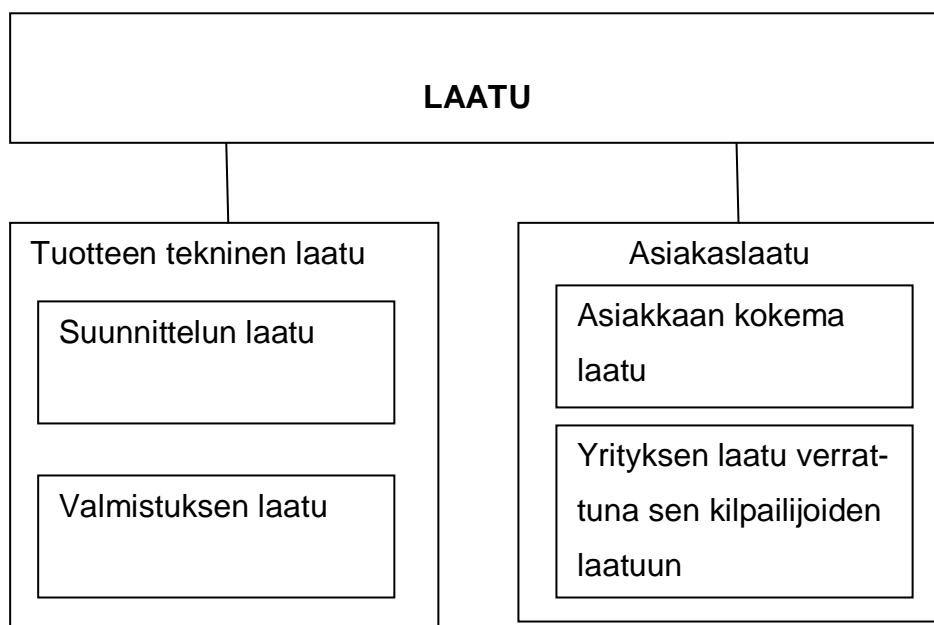 LAATU
Tuotteen tekninen laatu
Suunnittelun laatu
Valmistuksen laatu
Asiakaslaatu
Asiakkaan kokema
laatu
Yrityksen laatu verrat-
tuna sen kilpailijoiden
laatuun